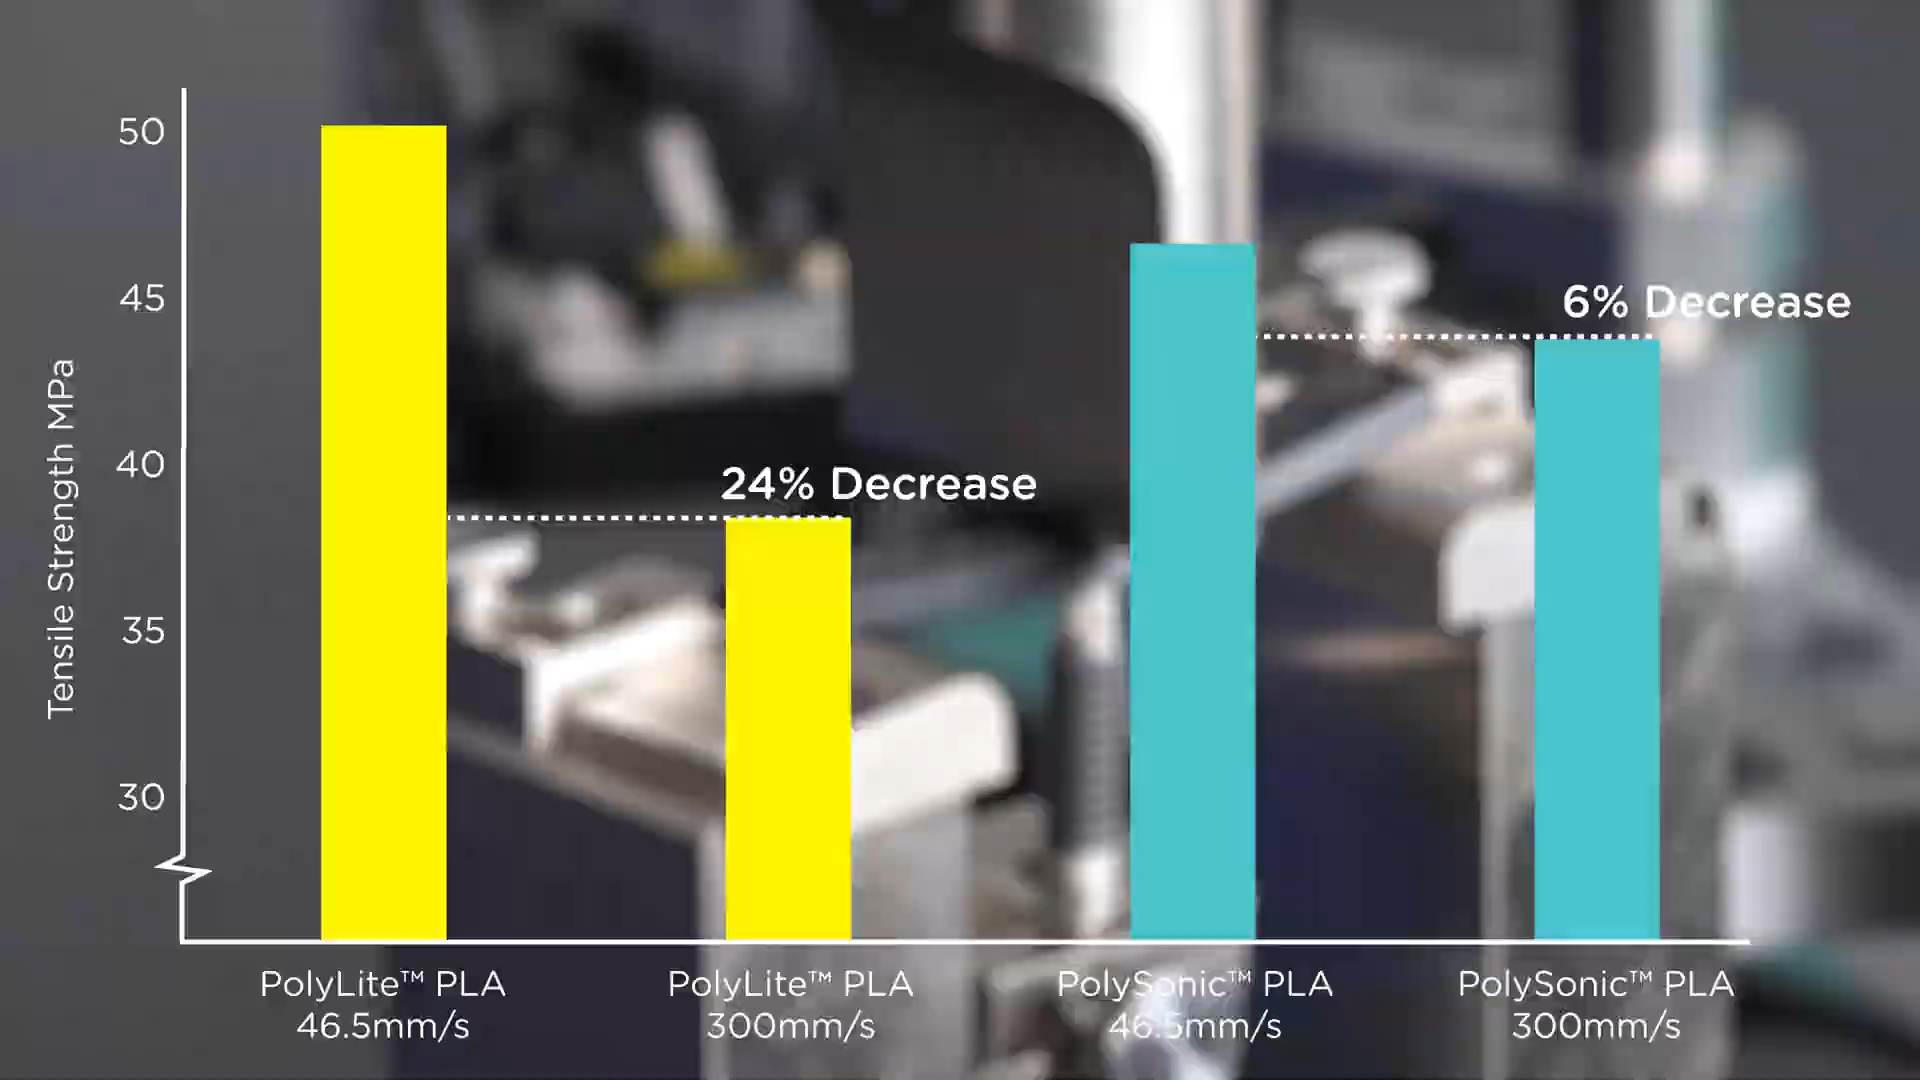 Tensile Strength MPa
50
45
40
35
30
24% Decrease
6% Decrease
PolyLite™ PLA
46.5mm/s
PolyLite™ PLA
300mm/s
PolySonic™ PLA
46.5mm/s
PolySonic™ PLA
300mm/s